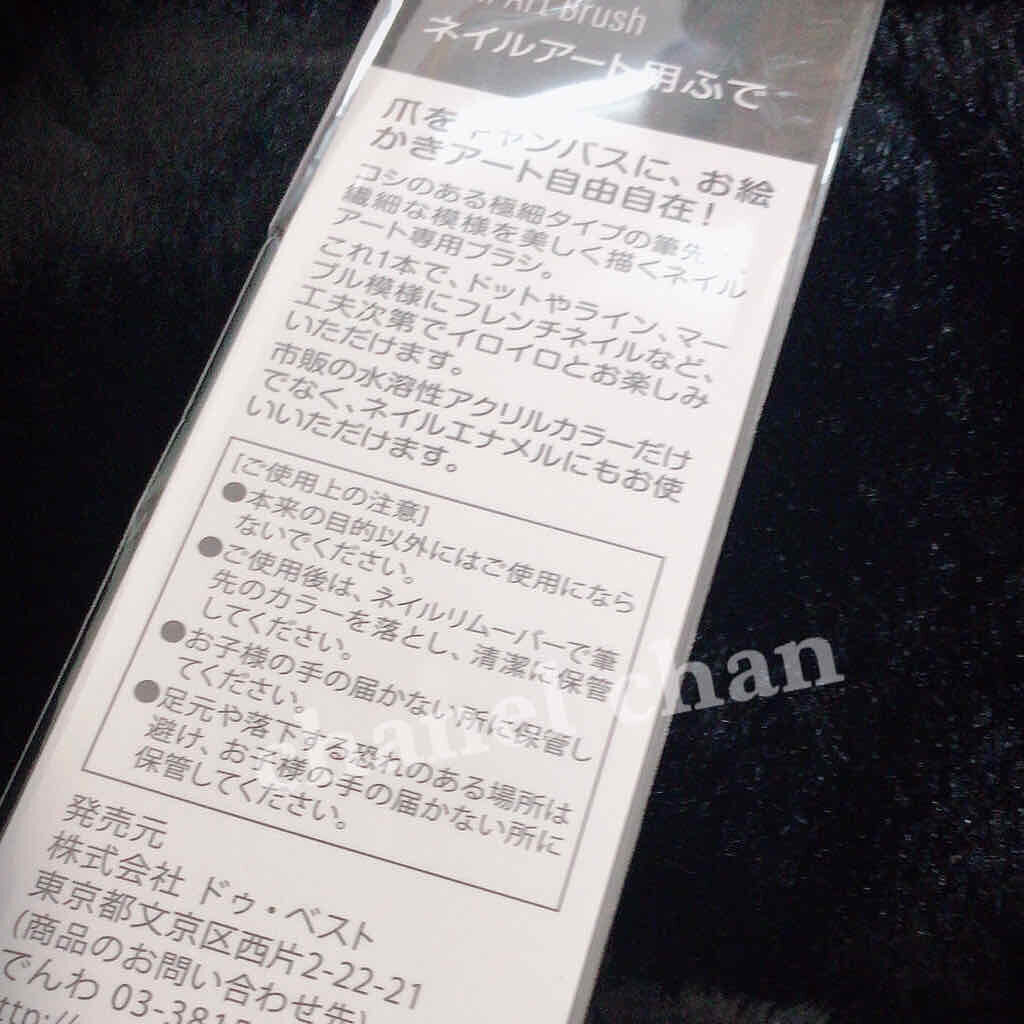 Art Brush
ネイルアート用ふで
爪をキャンバスに、お絵
かきアート自由自在!
コシのある極細タイプの筆先
繊細な模様を美しく描くネイル
アート専用ブラシ。
これ1本で、ドットやライン、マー
ブル模様にフレンチネイルなど、
工夫次第でイロイロとお楽しみ
いただけます。
市販の水溶性アクリルカラーだけ
でなく、ネイルエナメルにもお使
いいただけます。
[ご使用上の注意]
●本来の目的以外にはご使用になら
ないでください。
●ご使用後は、ネイルリムーバーで筆
先のカラーを落とし、清潔に保管
してください。
●お子様の手の届かない所に保管し
てください。
●足元や落下する恐れのある場所は
避け、お子様の手の届かない所に
保管してください。
chanel chan
発売元
株式会社 ドゥ・ベスト
東京都文京区西片2-22-21
(商品のお問い合わせ先)
でんわ 03-3815